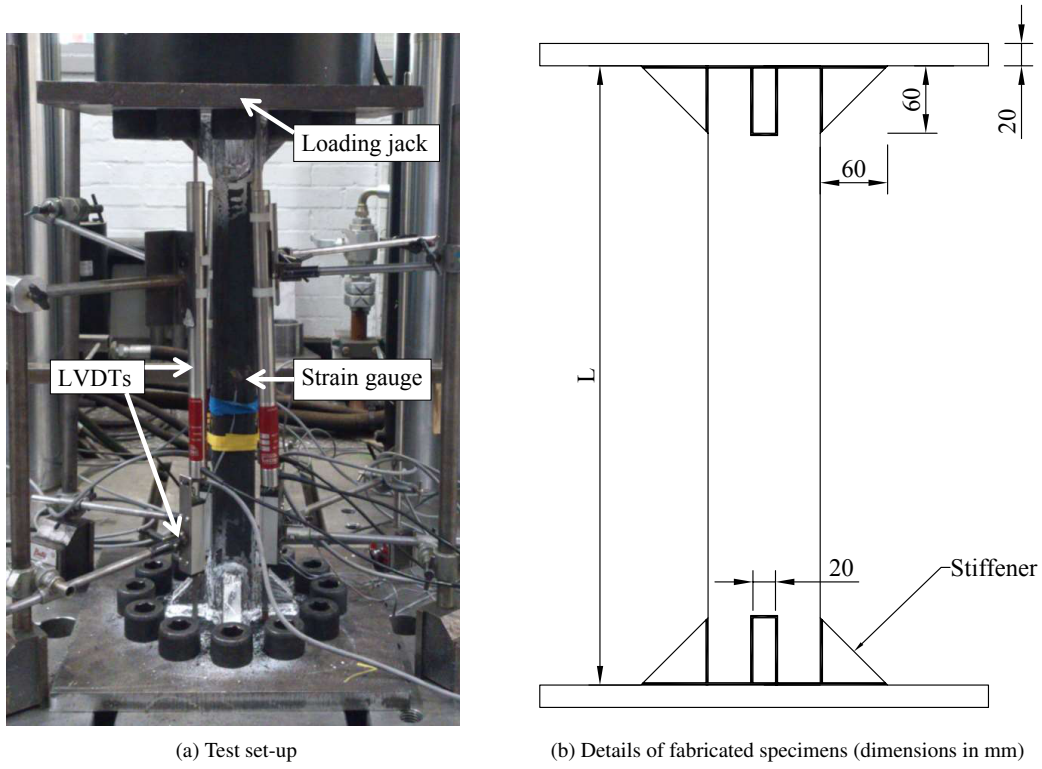 Loading jack
LVDTs
Strain gauge
60
20
60
L
20
Stiffener
(a) Test set-up
(b) Details of fabricated specimens (dimensions in mm)